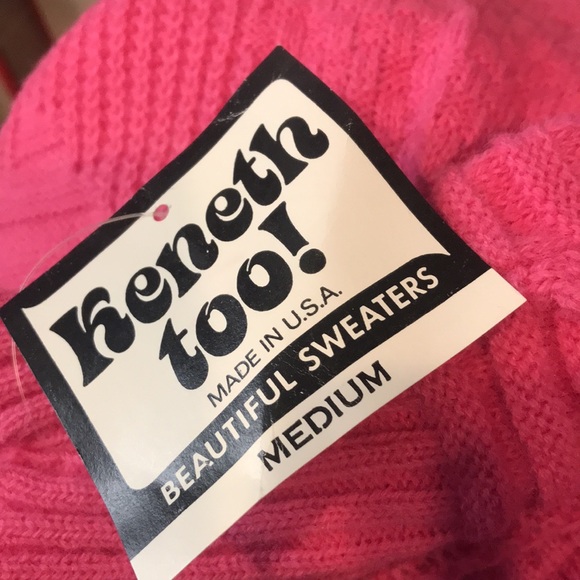 Keneth
too!
MADE IN U.S.A.
BEAUTIFUL SWEATERS
MEDIUM